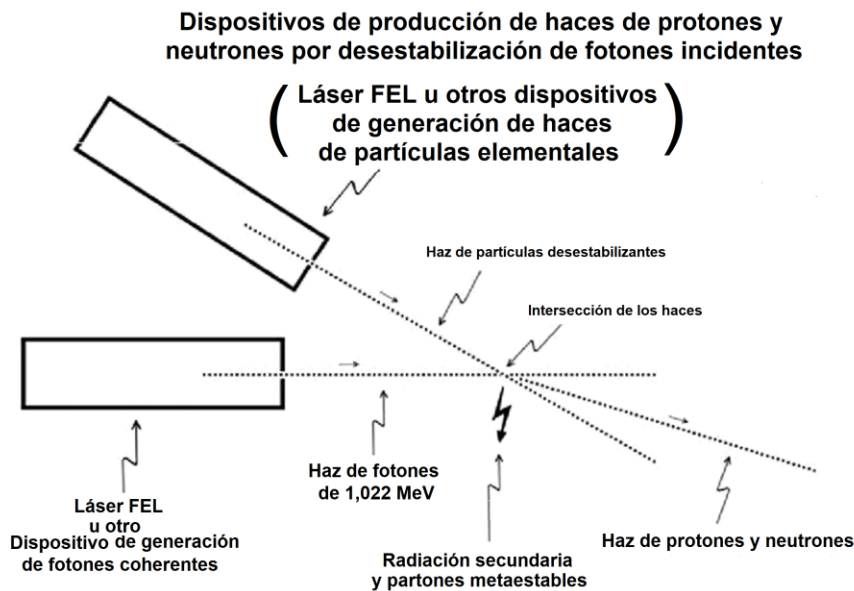 Dispositivos de producción de haces de protones y
neutrones por desestabilización de fotones incidentes
( Láser FEL u otros dispositivos
de generación de haces
de partículas elementales )
Haz de partículas desestabilizantes
Intersección de los haces
Haz de fotones
de 1,022 MeV
Láser FEL
u otro
Dispositivo de generación
de fotones coherentes
Radiación secundaria
y partones metaestables
Haz de protones y neutrones